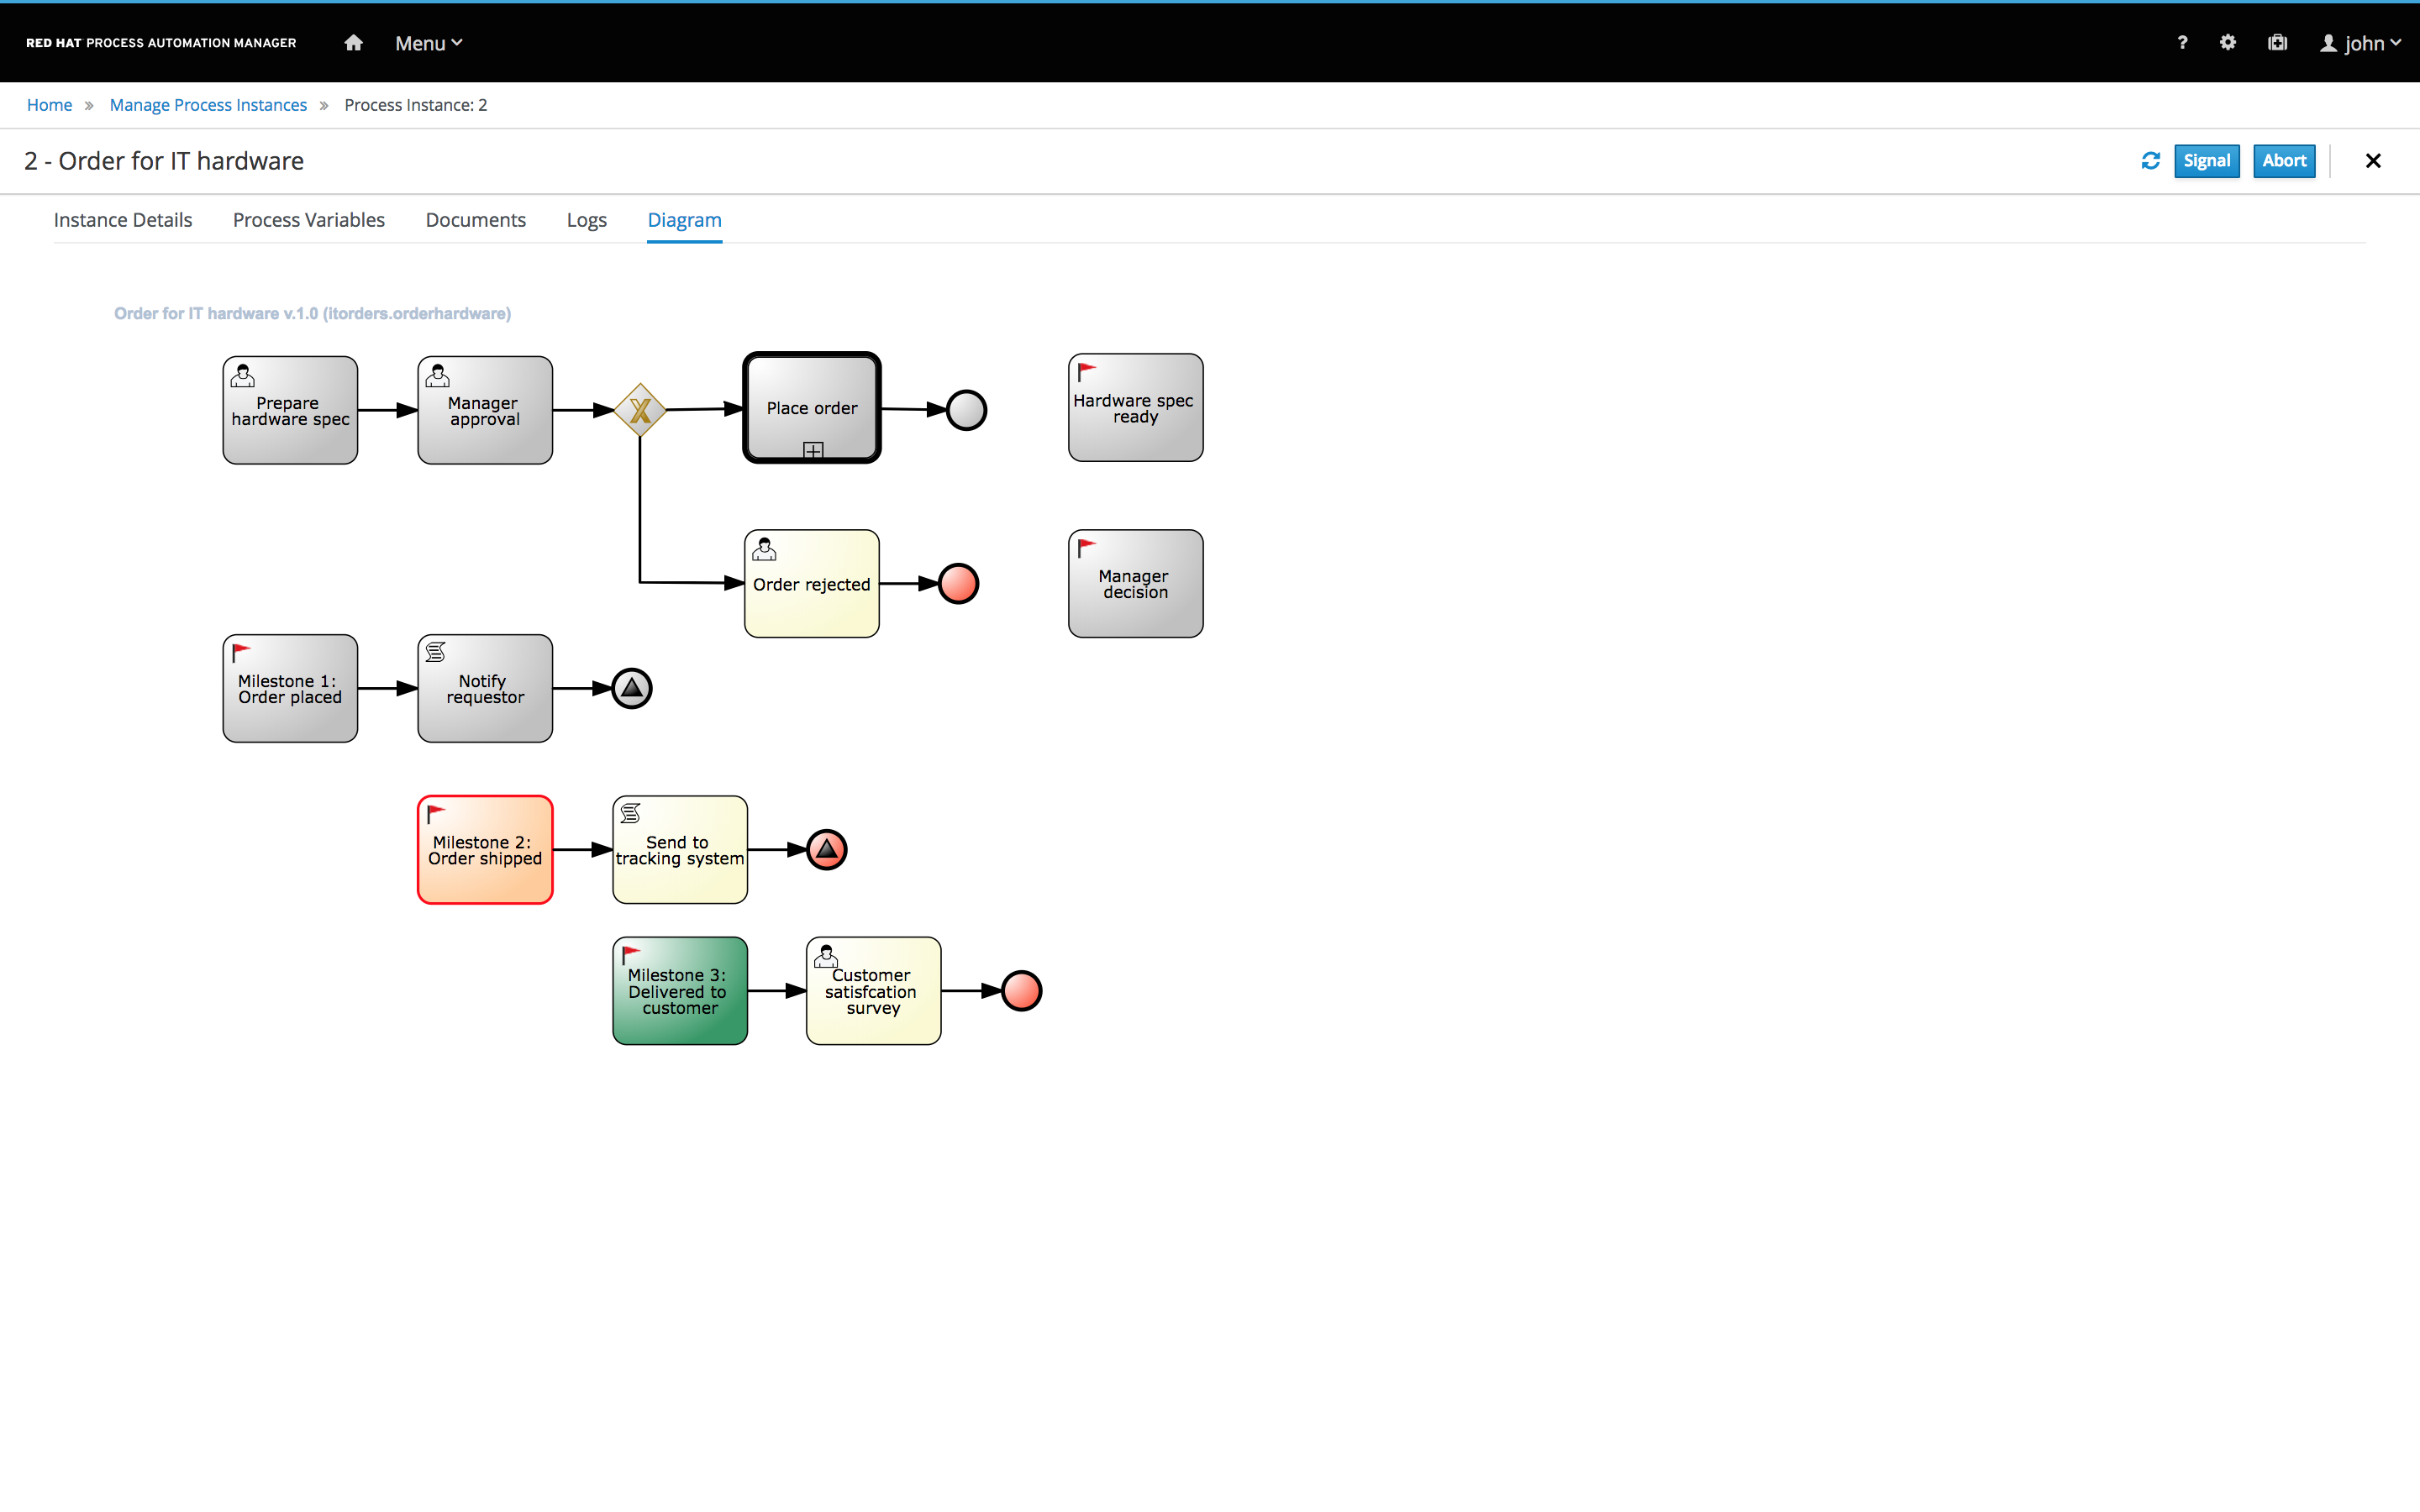 RED HAT PROCESS AUTOMATION MANAGER
Menu
?
john
Home » Manage Process Instances » Process Instance: 2
2 - Order for IT hardware
Signal
Abort
Instance Details
Process Variables
Documents
Logs
Diagram
Order for IT hardware v.1.0 (itorders.orderhardware)
Prepare
hardware spec
Manager
approval
X
Place order
Hardware spec
ready
Order rejected
Manager
decision
Milestone 1:
Order placed
Notify
requestor
Milestone 2:
Order shipped
Send to
tracking system
Milestone 3:
Delivered to
customer
Customer
satisfcation
survey